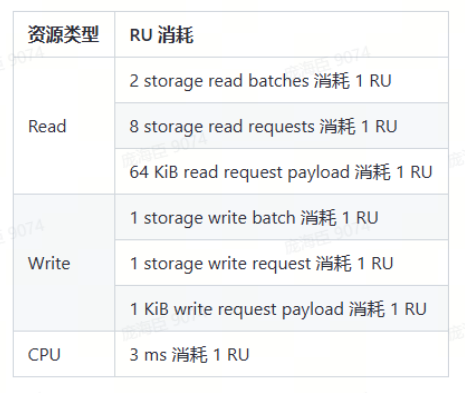 资源类型 RU 消耗
Read
2 storage read batches 消耗 1 RU
8 storage read requests 消耗 1 RU
64 KiB read request payload 消耗 1 RU
Write
1 storage write batch 消耗 1 RU
1 storage write request 消耗 1 RU
1 KiB write request payload 消耗 1 RU
CPU 3 ms 消耗 1 RU